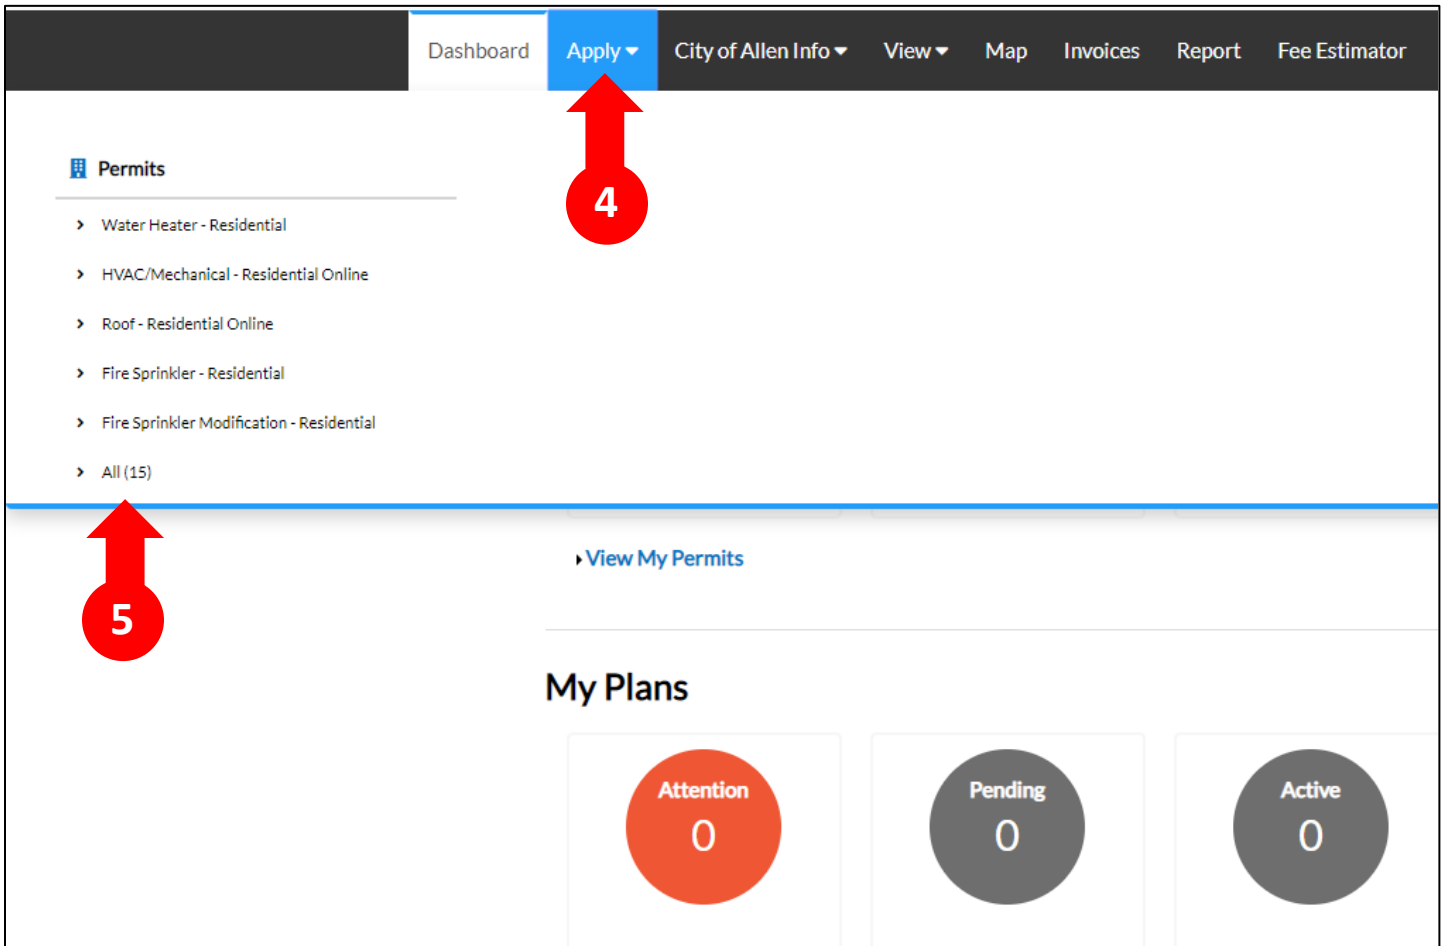 Dashboard Apply City of Allen Info View Map Invoices Report Fee Estimator
4
Permits
Water Heater - Residential
HVAC/Mechanical - Residential Online
Roof - Residential Online
Fire Sprinkler - Residential
Fire Sprinkler Modification - Residential
All (15)
5
View My Permits
My Plans
Attention Pending Active
0 0 0